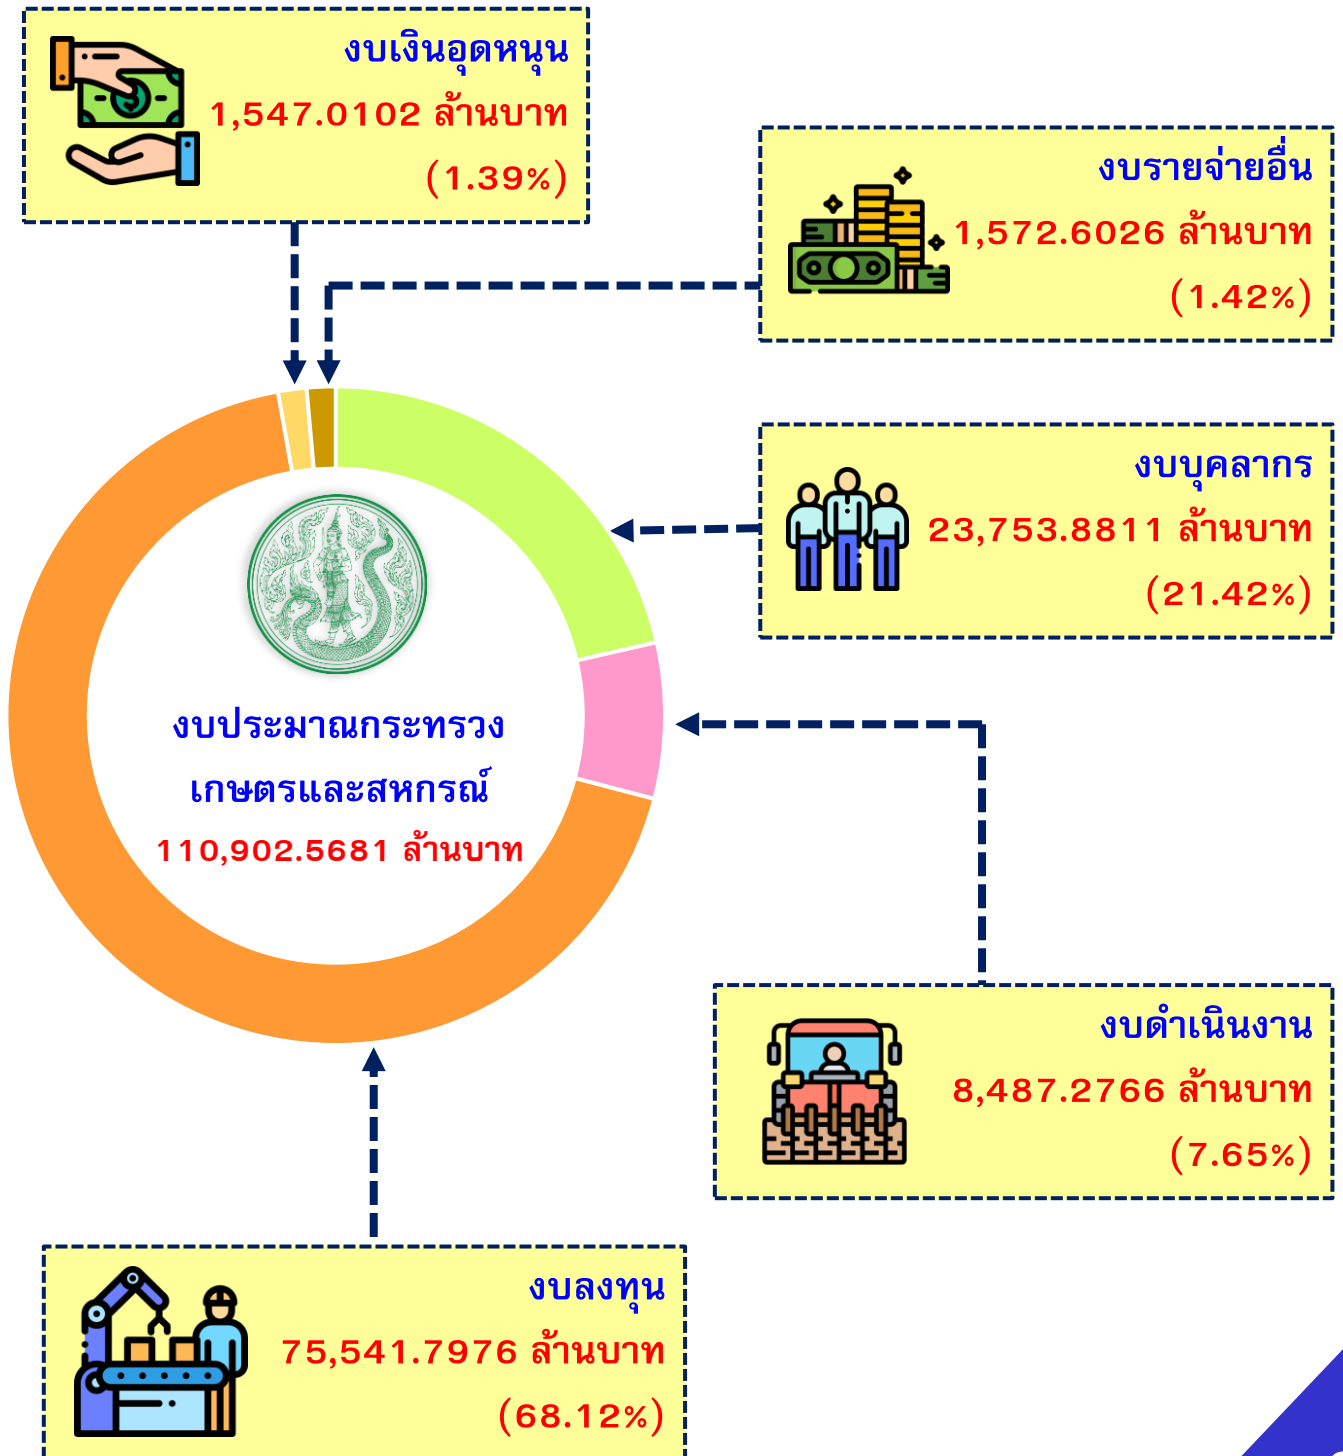 งบเงินอุดหนุน
1,547.0102 ล้านบาท
(1.39%)
งบรายจ่ายอื่น
1,572.6026 ล้านบาท
(1.42%)
งบบุคลากร
23,753.8811 ล้านบาท
(21.42%)
งบประมาณกระทรวง
เกษตรและสหกรณ์
110,902.5681 ล้านบาท
งบดำเนินงาน
8,487.2766 ล้านบาท
(7.65%)
งบลงทุน
75,541.7976 ล้านบาท
(68.12%)